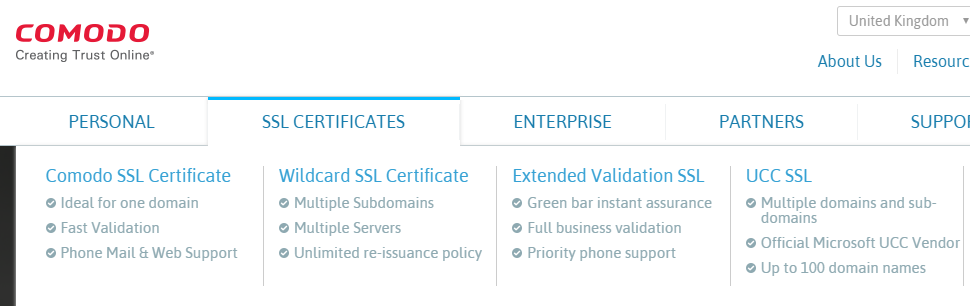 COMODO
Creating Trust Online®
United Kingdom
About Us
PERSONAL
SSL CERTIFICATES
ENTERPRISE
PARTNERS
Comodo SSL Certificate
Ideal for one domain
Fast Validation
Phone Mail & Web Support
Wildcard SSL Certificate
Multiple Subdomains
Multiple Servers
Unlimited re-issuance policy
Extended Validation SSL
Green bar instant assurance
Full business validation
Priority phone support
UCC SSL
Multiple domains and sub-
domains
Official Microsoft UCC Vendor
Up to 100 domain names